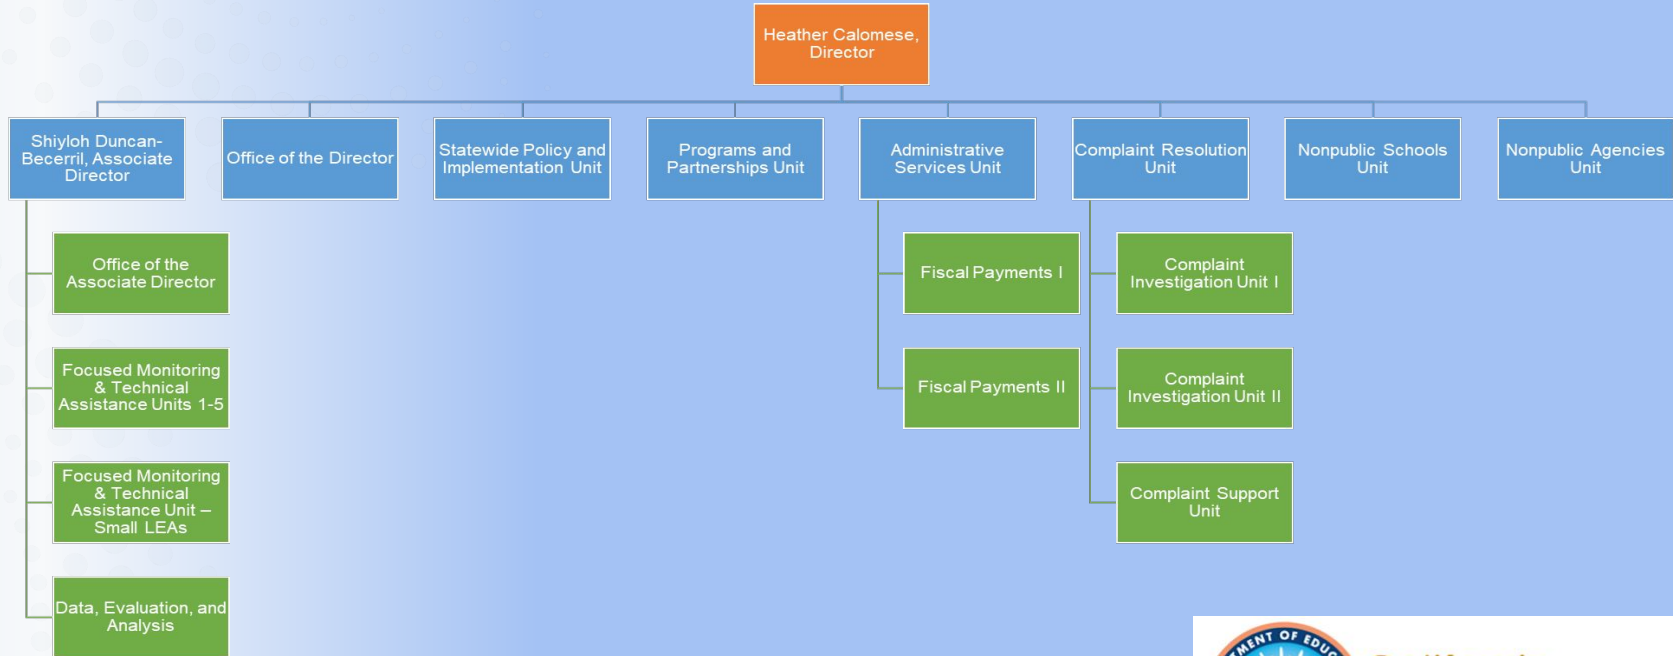 Heather Calomese,
Director
Shiyloh Duncan-
Becerril, Associate
Director
Office of the Director
Statewide Policy and
Implementation Unit
Programs and
Partnerships Unit
Administrative
Services Unit
Complaint Resolution
Unit
Nonpublic Schools
Unit
Nonpublic Agencies
Unit
Office of the
Associate Director
Focused Monitoring
& Technical
Assistance Units 1-5
Focused Monitoring
& Technical
Assistance Unit –
Small LEAs
Data, Evaluation, and
Analysis
Fiscal Payments I
Fiscal Payments II
Complaint
Investigation Unit I
Complaint
Investigation Unit II
Complaint Support
Unit
OF